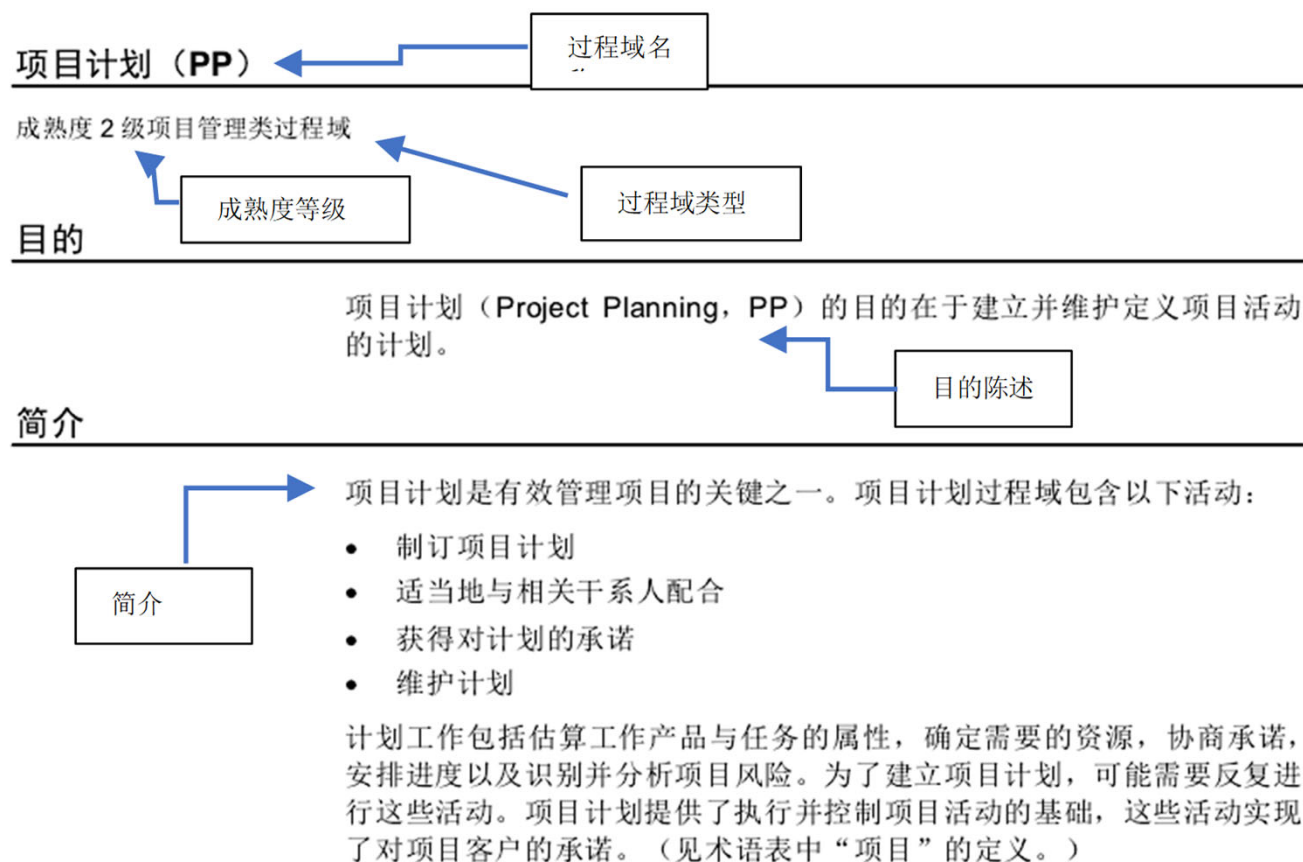 过程域名
项目计划（PP）
成熟度 2 级项目管理类过程域
成熟度等级
过程域类型
目的
项目计划（Project Planning，PP）的目的在于建立并维护定义项目活动
的计划。
目的陈述
简介
项目计划是有效管理项目的关键之一。项目计划过程域包含以下活动：
• 制订项目计划
• 适当地与相关干系人配合
简介
• 获得对计划的承诺
• 维护计划
计划工作包括估算工作产品与任务的属性，确定需要的资源，协商承诺，
安排进度以及识别并分析项目风险。为了建立项目计划，可能需要反复进
行这些活动。项目计划提供了执行并控制项目活动的基础，这些活动实现
了对项目客户的承诺。（见术语表中“项目”的定义。）